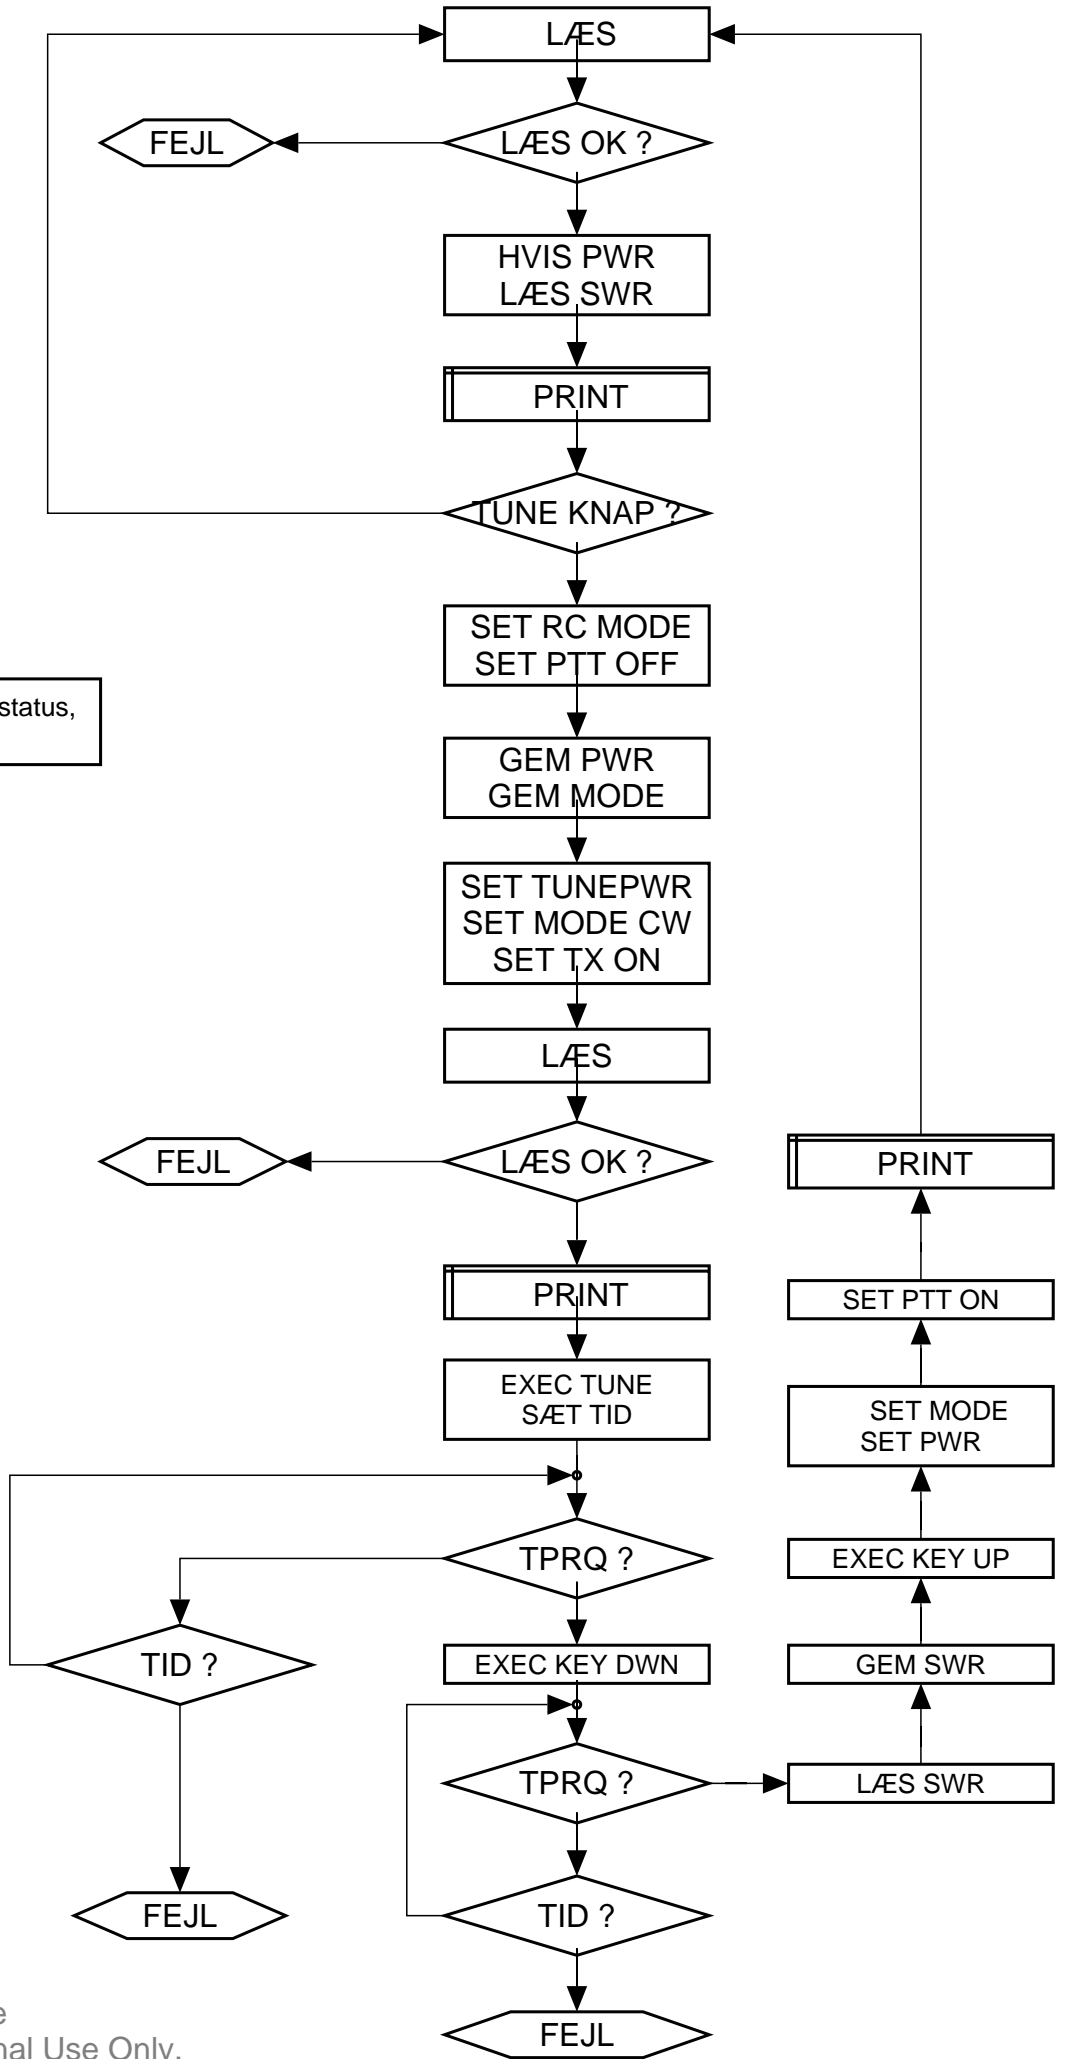 LÆS
FEJL
LÆS OK ?
HVIS PWR
LÆS SWR
PRINT
TUNE KNAP ?
SET RC MODE
SET PTT OFF
status,
GEM PWR
GEM MODE
SET TUNEPWR
SET MODE CW
SET TX ON
LÆS
FEJL
LÆS OK ?
PRINT
PRINT
SET PTT ON
EXEC TUNE
SÆT TID
SET MODE
SET PWR
TPRQ ?
EXEC KEY UP
TID ?
EXEC KEY DWN
GEM SWR
TPRQ ?
LÆS SWR
FEJL
TID ?
FEJL
Use Only.